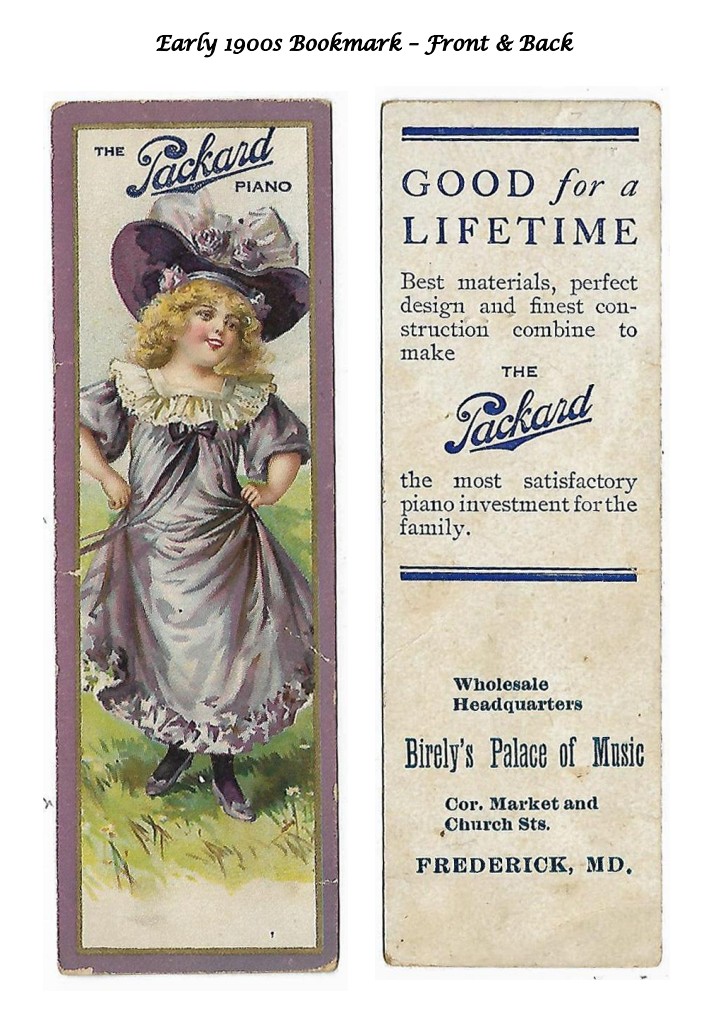 Early 1900s Bookmark – Front & Back
THE
Packard
PIANO
GOOD for a
LIFETIME
Best materials, perfect
design and finest con-
struction combine to
make
THE
Packard
the most satisfactory
piano investment for the
family.
Wholesale
Headquarters
Birely's Palace of Music
Cor. Market and
Church Sts.
FREDERICK, MD.